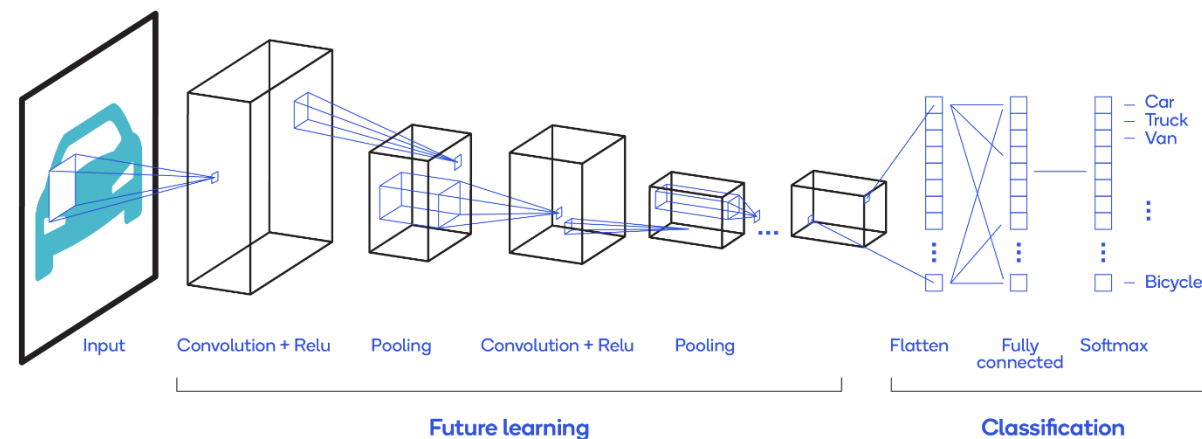 Car
Truck
Van
Bicycle
Input
Convolution + Relu
Pooling
Convolution + Relu
Pooling
Flatten
Fully
connected
Softmax
Future learning
Classification